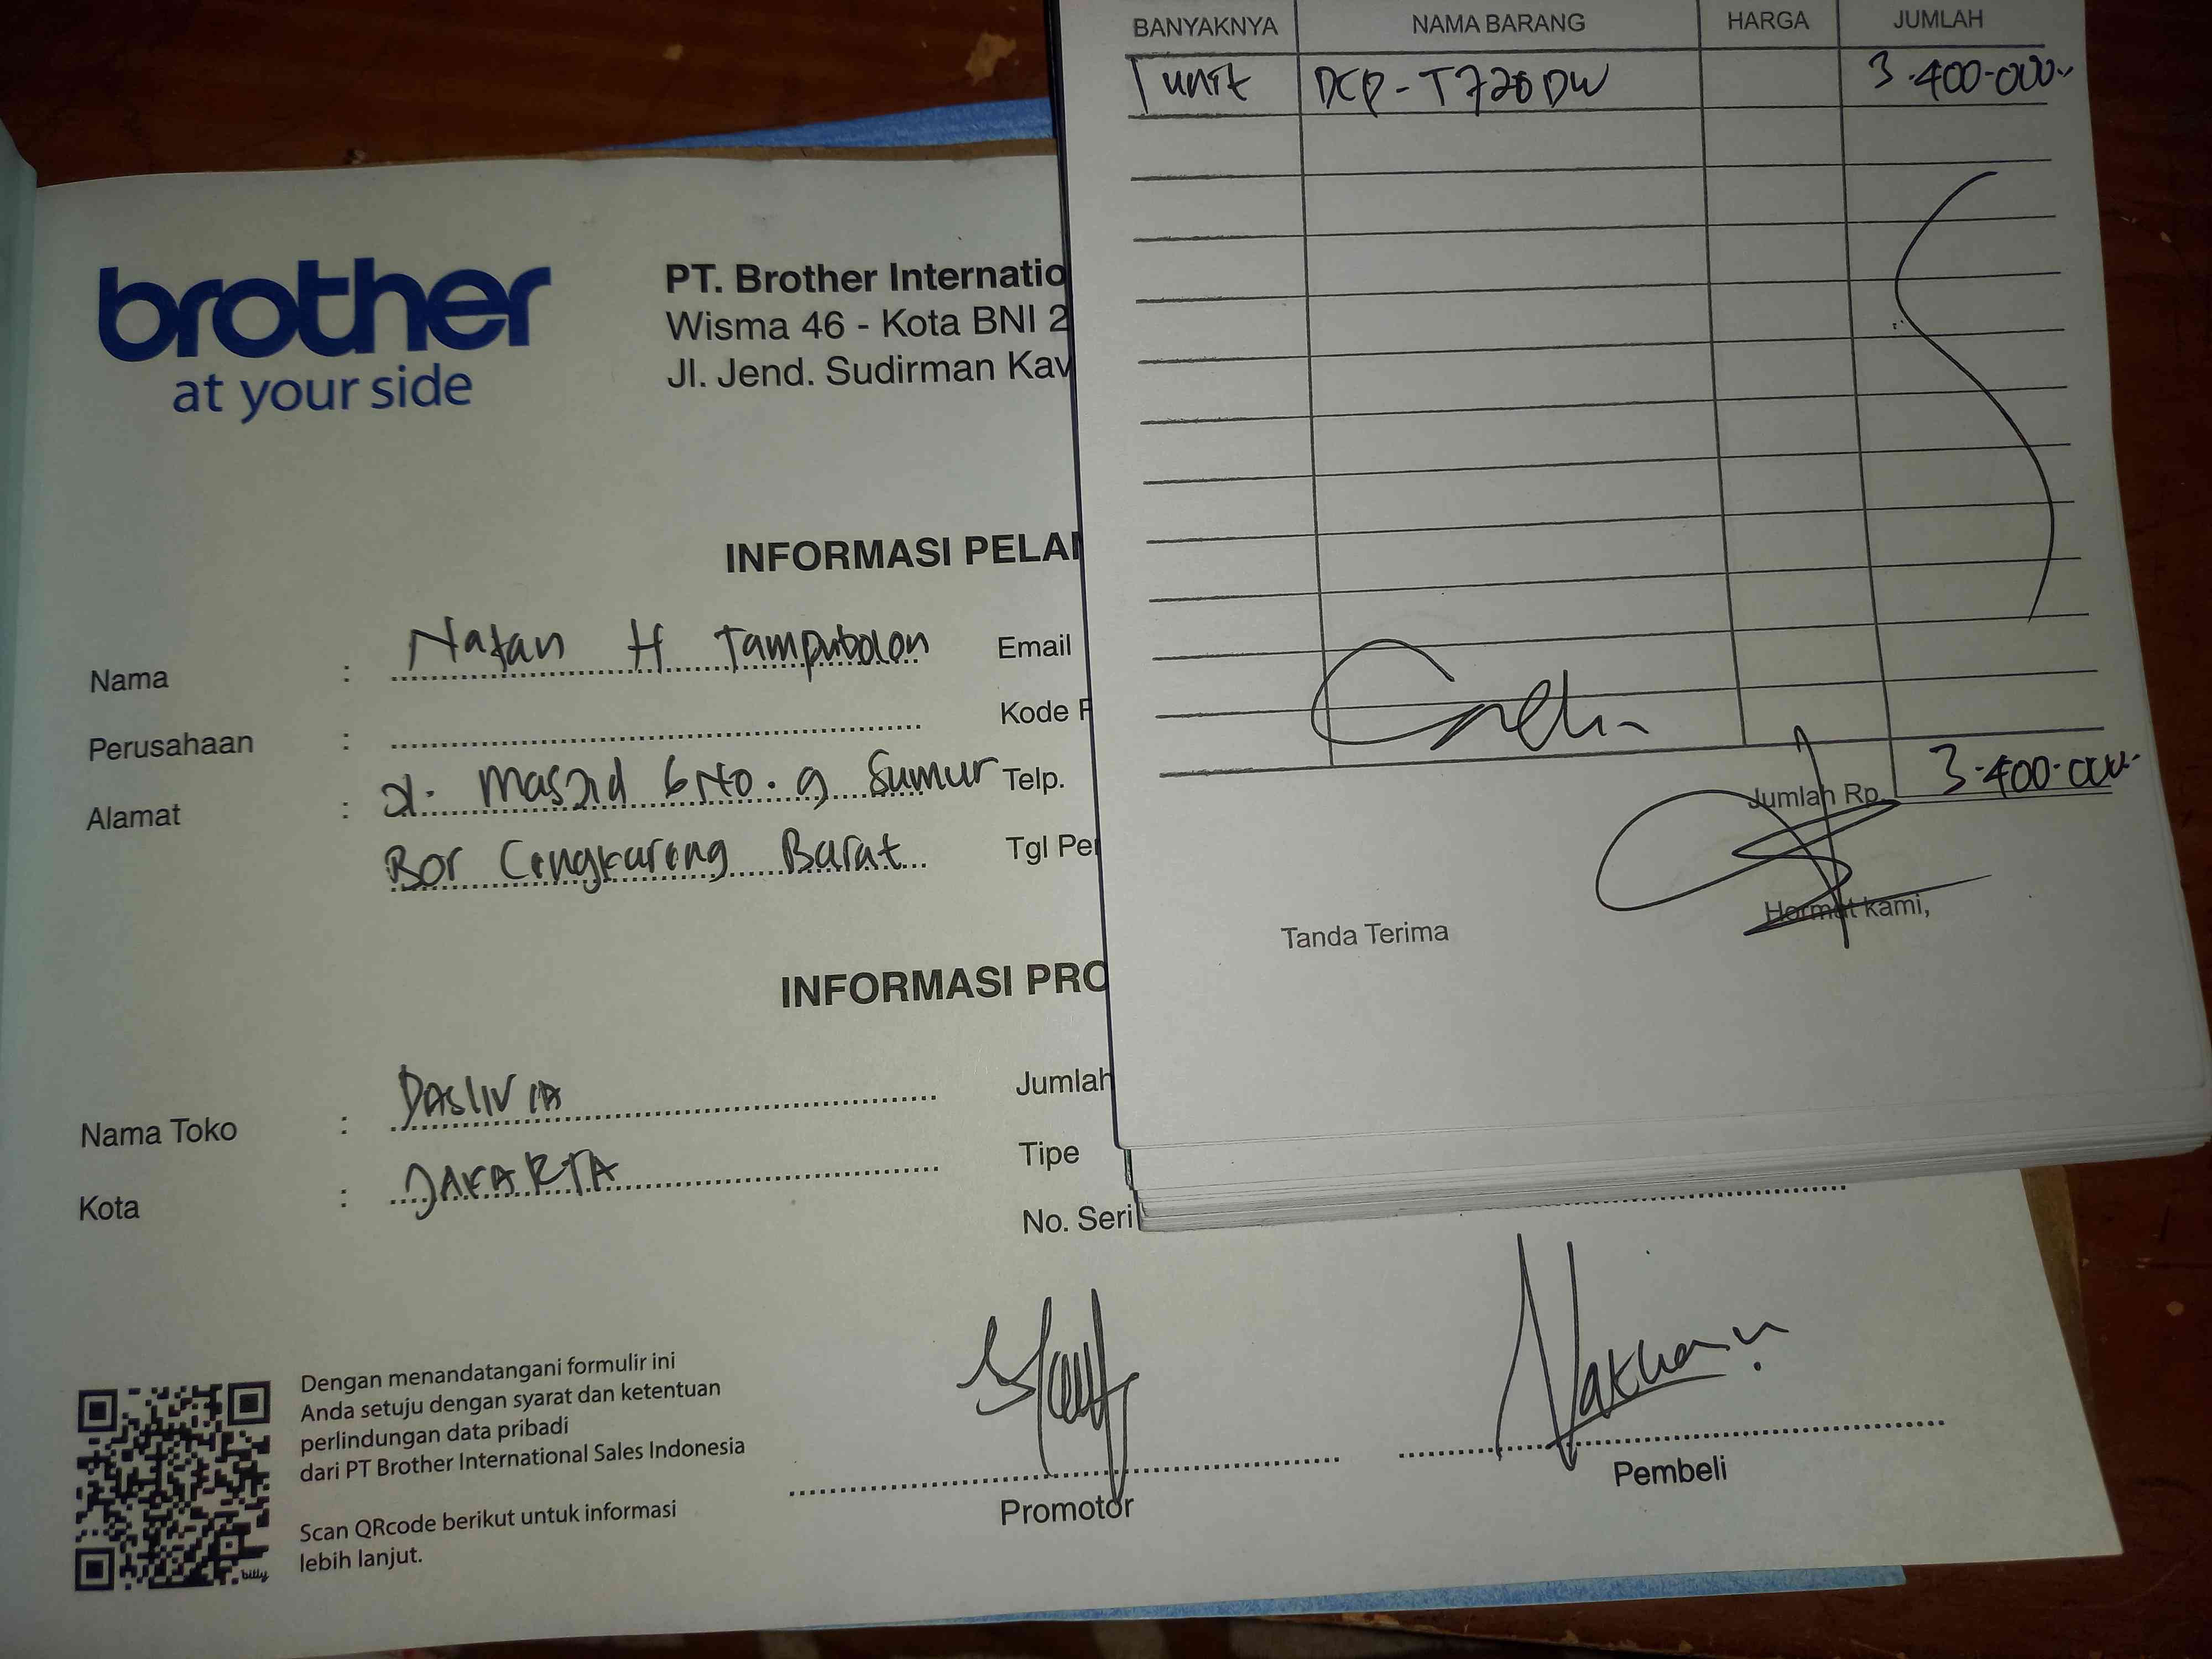 BANYAKNYA NAMA BARANG HARGA JUMLAH
1 unit DCP-T720DW 3.400.000.-
Jumlah Rp. 3.400.000.-
Tanda Terima Hormat kami,
brother
at your side
PT. Brother Internatio
Wisma 46 - Kota BNI 2
Jl. Jend. Sudirman Kav
INFORMASI PELAN
Nama : Natan H Tampubolon Email
Perusahaan : Kode P
Alamat : Jl. Masjid 6 No. 9 Sumur Telp.
Bor Cengkareng Barat Tgl Pe
INFORMASI PRO
Nama Toko : DASLIVIA Jumlah
Kota : JAKARTA Tipe
No. Seri
Dengan menandatangani formulir ini
Anda setuju dengan syarat dan ketentuan
perlindungan data pribadi
dari PT Brother International Sales Indonesia
Scan QRcode berikut untuk informasi
lebih lanjut.
billy
Promotor
Nathan
Pembeli